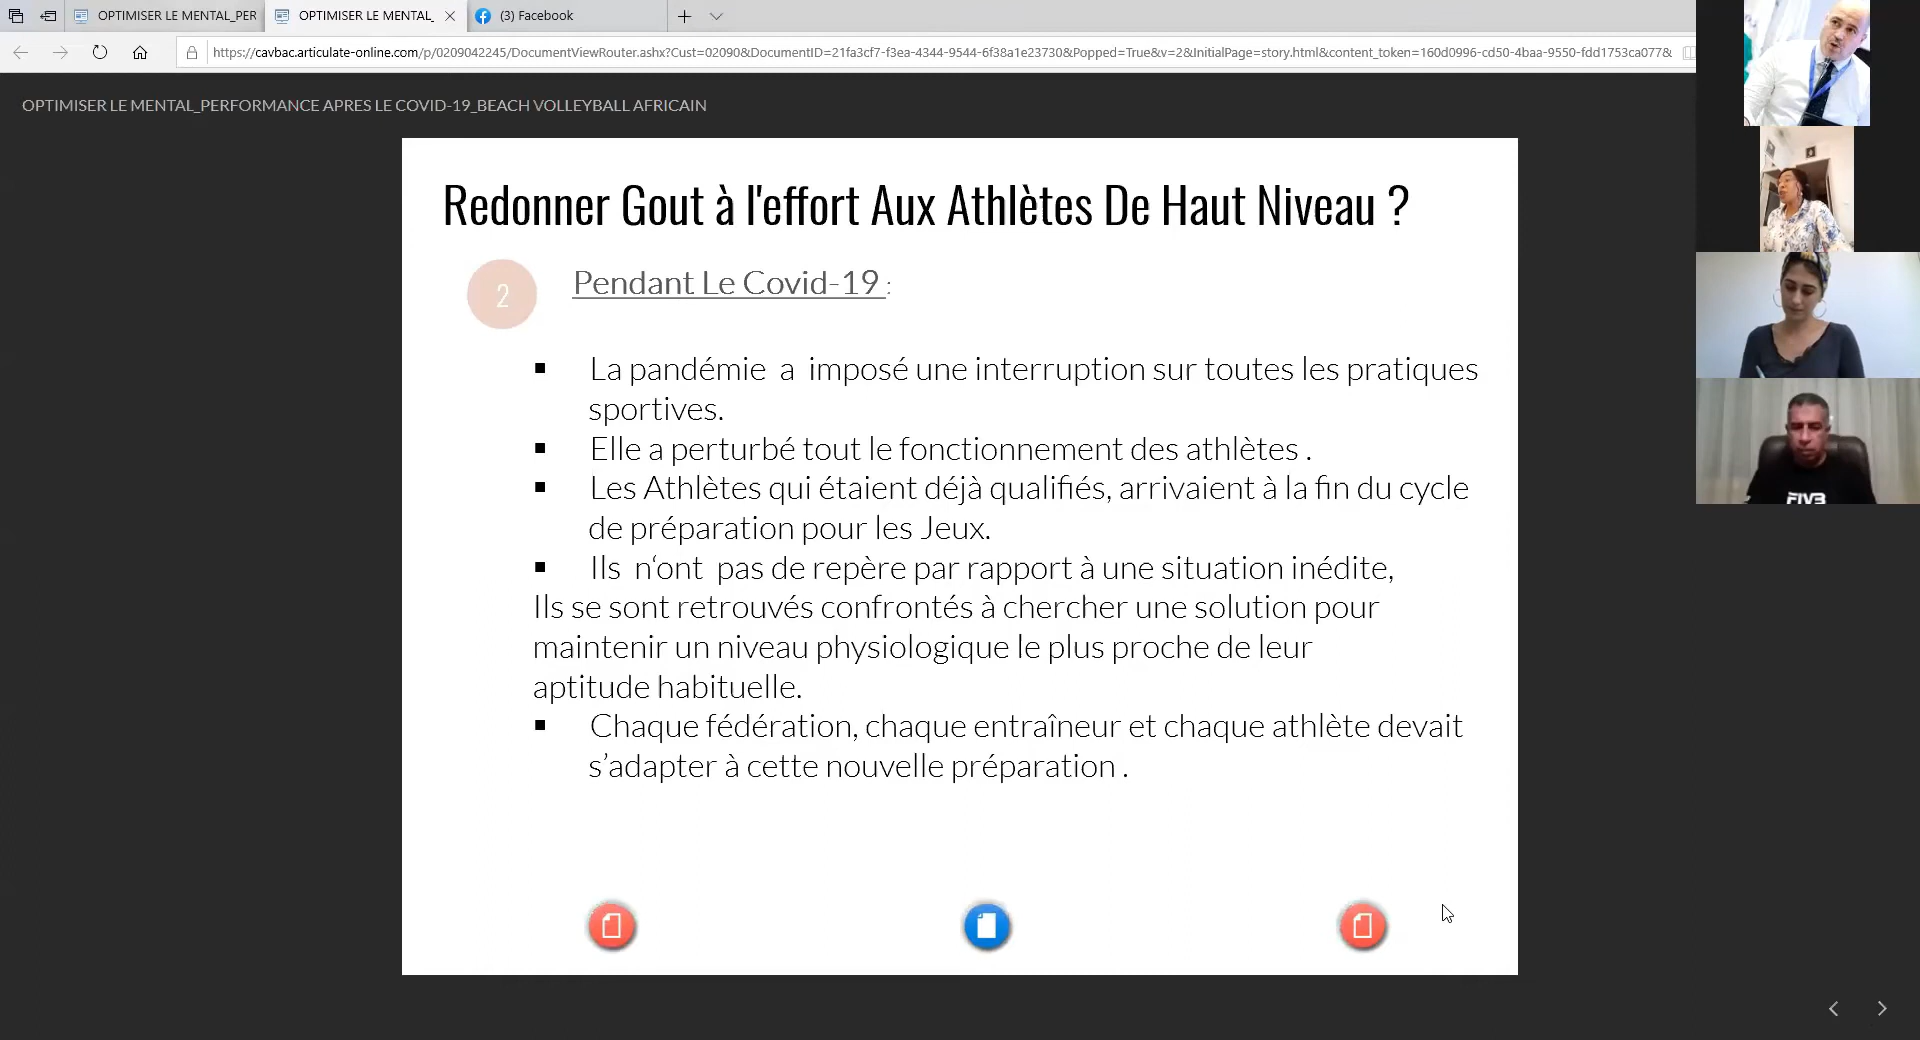 OPTIMISER LE MENTAL_PER
OPTIMISER LE MENTAL_
(3) Facebook
https://cavbac.articulate-online.com/p/0209042245/DocumentViewRouter.ashx?Cust=02090&DocumentID=21fa3cf7-f3ea-4344-9544-6f38a1e23730&Popped=True&v=2&InitialPage=story.html&content_token=160d0996-cd50-4baa-9550-fdd1753ca077&
OPTIMISER LE MENTAL_PERFORMANCE APRES LE COVID-19_BEACH VOLLEYBALL AFRICAIN
Redonner Gout à l'effort Aux Athlètes De Haut Niveau ?
2
Pendant Le Covid-19 :
▪ La pandémie a imposé une interruption sur toutes les pratiques
sportives.
▪ Elle a perturbé tout le fonctionnement des athlètes .
▪ Les Athlètes qui étaient déjà qualifiés, arrivaient à la fin du cycle
de préparation pour les Jeux.
▪ Ils n‘ont pas de repère par rapport à une situation inédite,
Ils se sont retrouvés confrontés à chercher une solution pour
maintenir un niveau physiologique le plus proche de leur
aptitude habituelle.
▪ Chaque fédération, chaque entraîneur et chaque athlète devait
s’adapter à cette nouvelle préparation .
FIVB